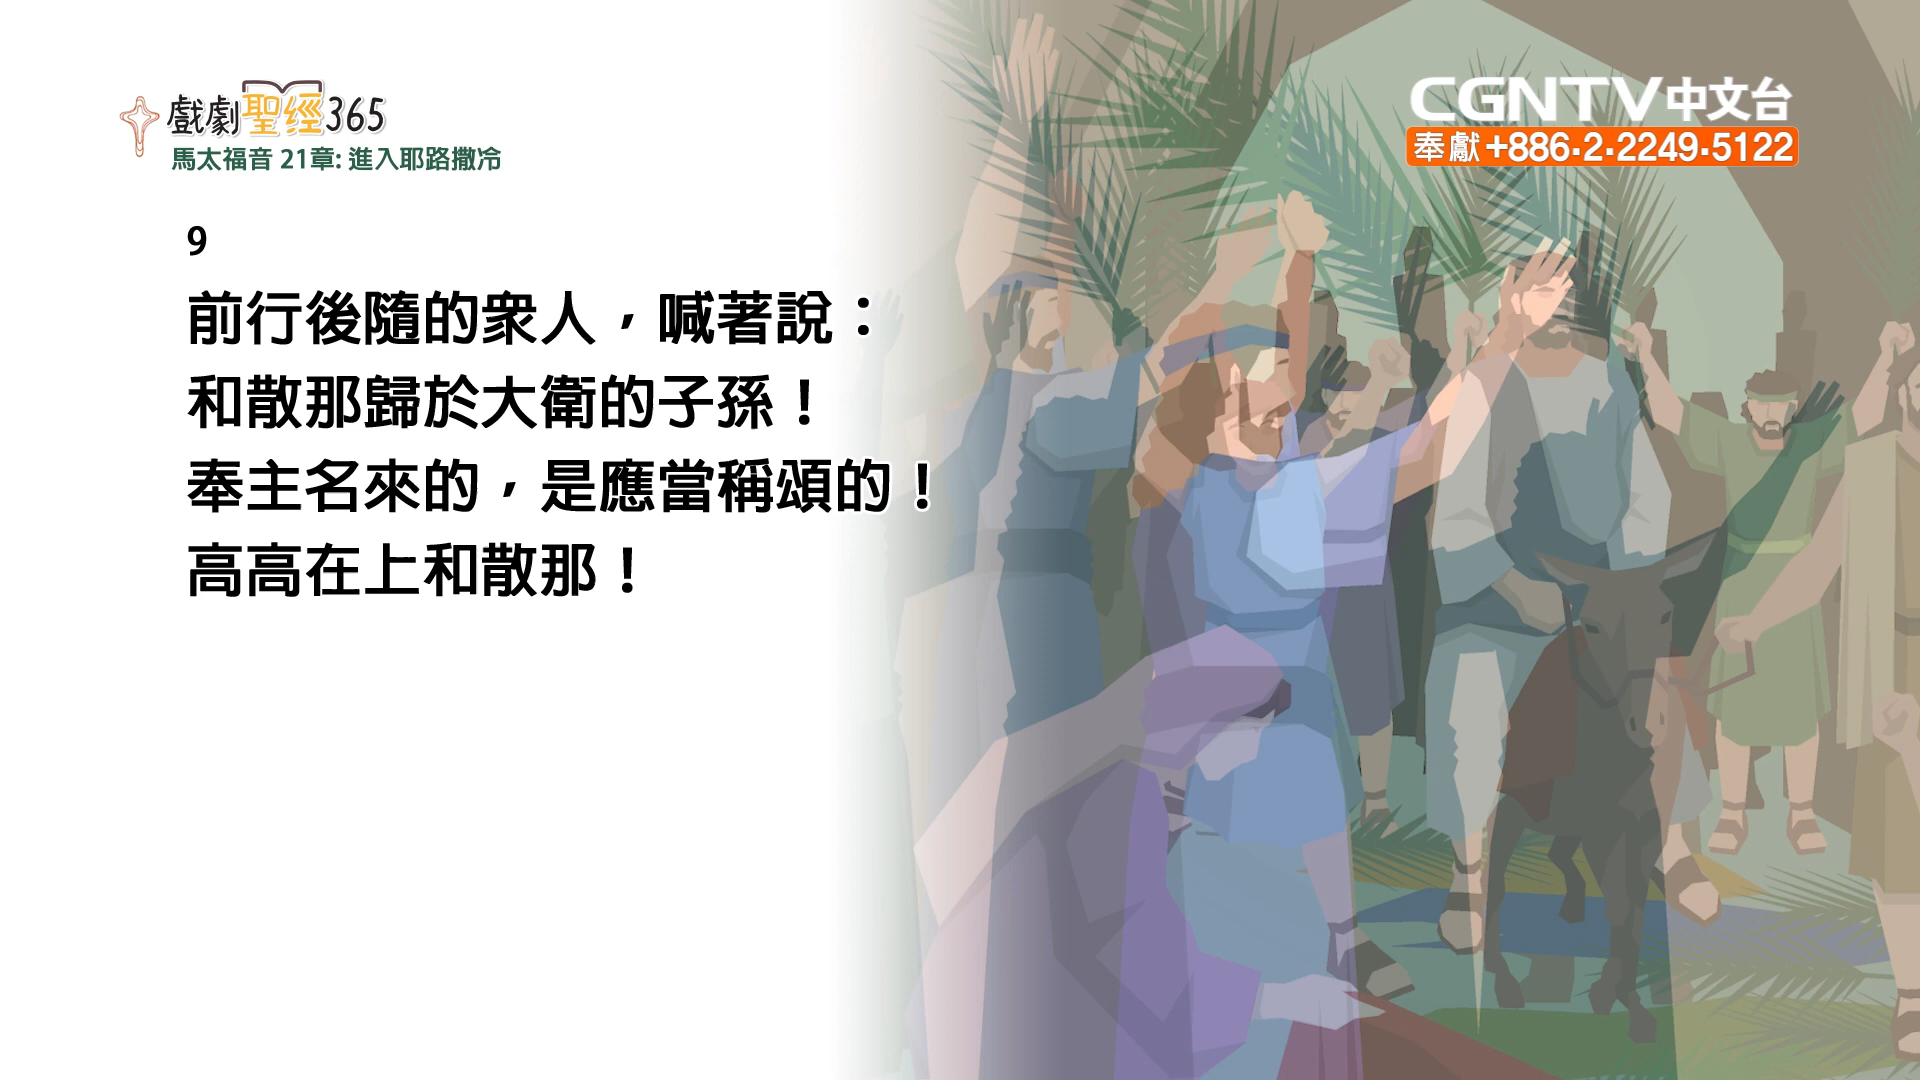 戲劇聖經365
馬太福音 21章: 進入耶路撒冷
CGNTV中文台
奉獻 +886·2·2249·5122
9
前行後隨的衆人，喊著說：
和散那歸於大衛的子孫！
奉主名來的，是應當稱頌的！
高高在上和散那！